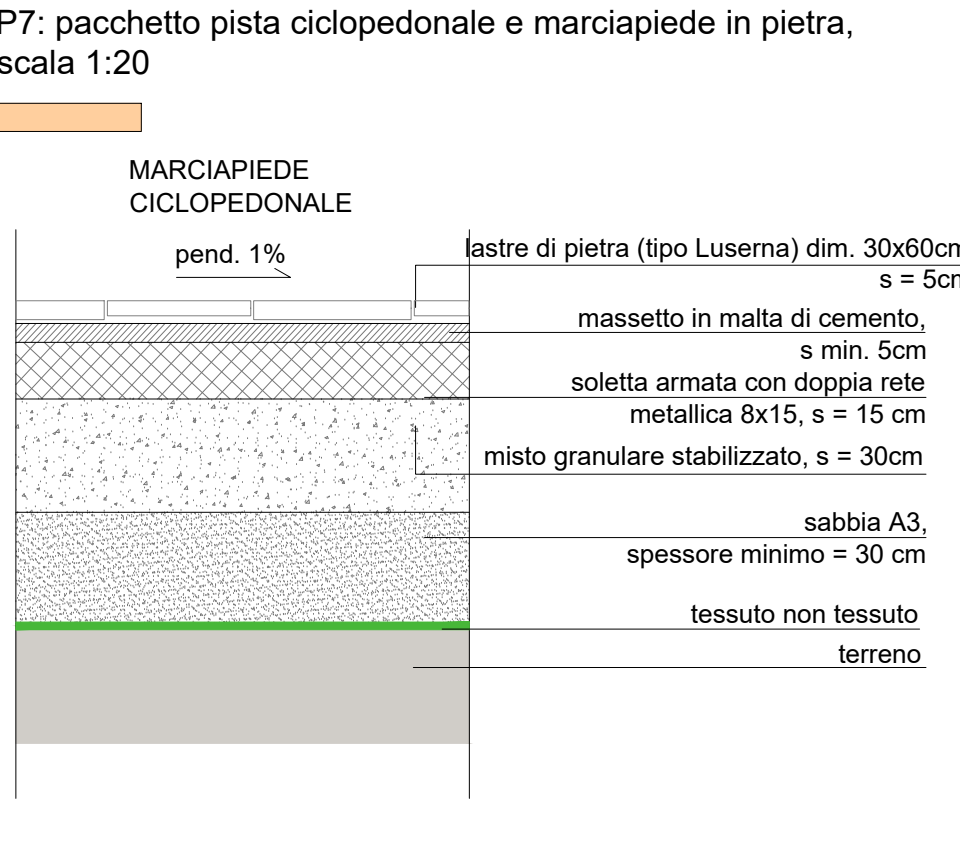 P7: pacchetto pista ciclopedonale e marciapiede in pietra,
scala 1:20
MARCIAPIEDE
CICLOPEDONALE
pend. 1%
lastre di pietra (tipo Luserna) dim. 30x60cm
s = 5cm
massetto in malta di cemento,
s min. 5cm
soletta armata con doppia rete
metallica 8x15, s = 15 cm
misto granulare stabilizzato, s = 30cm
sabbia A3,
spessore minimo = 30 cm
tessuto non tessuto
terreno